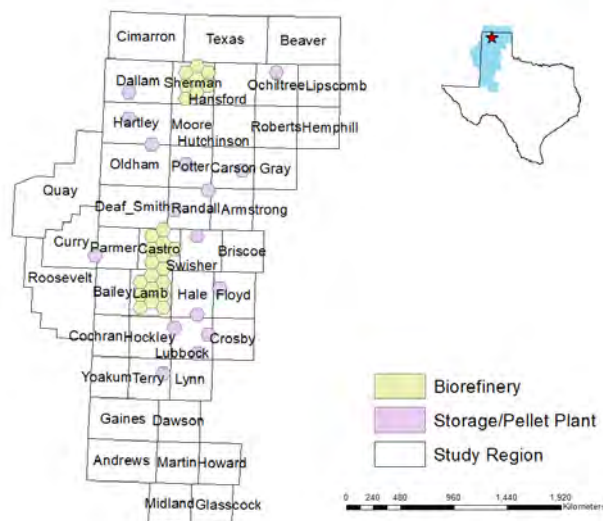 Cimarron Texas Beaver
Dallam Sherman Ochiltree Lipscomb
Hansford
Hartley Moore Roberts Hemphill
Hutchinson
Oldham Potter Carson Gray
Quay
Deaf_Smith Randall Armstrong
Curry Parmer Castro Briscoe
Swisher
Roosevelt
Bailey Lamb Hale Floyd
Cochran Hockley Crosby
Lubbock
Yoakum Terry Lynn
Gaines Dawson
Andrews Martin Howard
Midland Glasscock
Biorefinery
Storage/Pellet Plant
Study Region
0 240 480 960 1,440 1,920
Kilometers